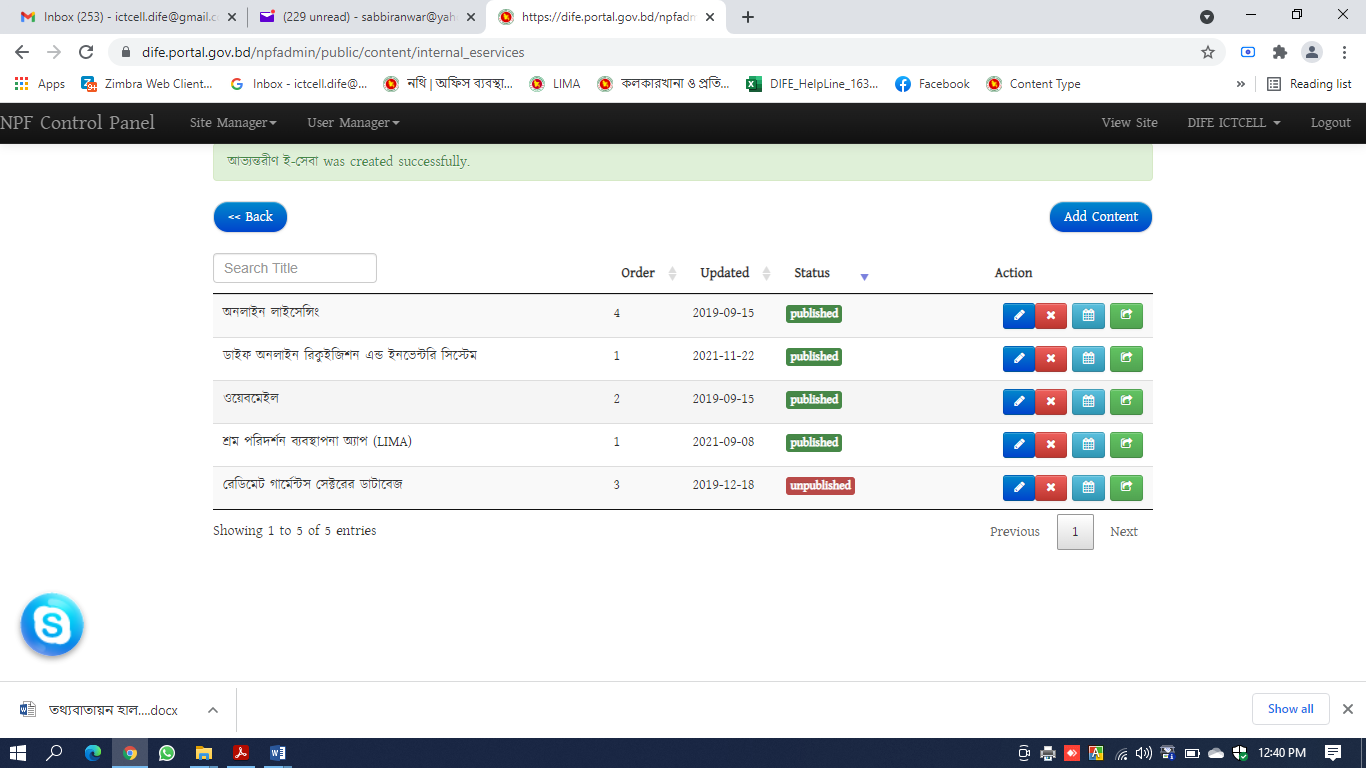 Inbox (253) - ictcell.dife@gmail.c
(229 unread) - sabbiranwar@yah
https://dife.portal.gov.bd/npfadm
dife.portal.gov.bd/npfadmin/public/content/internal_eservices
Apps Zimbra Web Client... Inbox - ictcell.dife@... নথি | অফিস ব্যবস্থা... LIMA কলকারখানা ও প্রতি... DIFE_HelpLine_163... Facebook Content Type » Reading list
NPF Control Panel Site Manager User Manager View Site DIFE ICTCELL Logout
আভ্যন্তরীণ ই-সেবা was created successfully.
<< Back Add Content
Search Title Order Updated Status Action
অনলাইন লাইসেন্সিং 4 2019-09-15 published
ডাইফ অনলাইন রিকুইজিশন এন্ড ইনভেন্টরি সিস্টেম 1 2021-11-22 published
ওয়েবমেইল 2 2019-09-15 published
শ্রম পরিদর্শন ব্যবস্থাপনা অ্যাপ (LIMA) 1 2021-09-08 published
রেডিমেট গার্মেন্টস সেক্টরের ডাটাবেজ 3 2019-12-18 unpublished
Showing 1 to 5 of 5 entries Previous 1 Next
তথ্যবাতায়ন হাল....docx Show all
12:40 PM